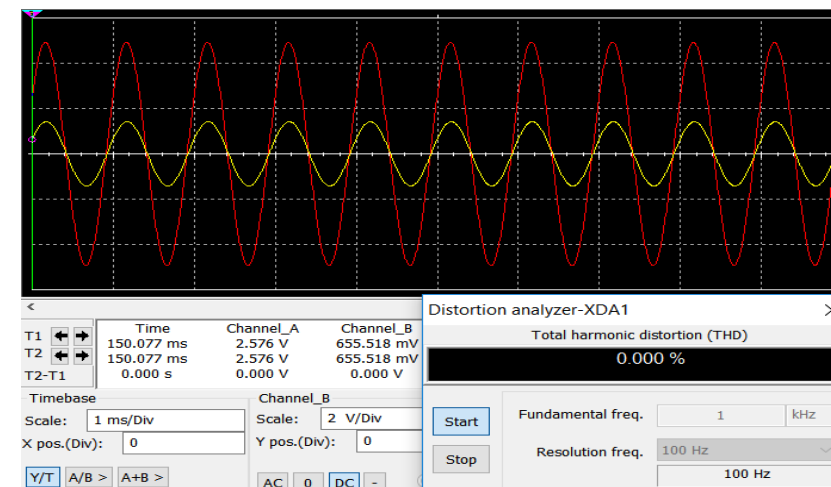 <
Distortion analyzer-XDA1
Total harmonic distortion (THD)
0.000 %
Time Channel_A Channel_B
T1 150.077 ms 2.576 V 655.518 mV
T2 150.077 ms 2.576 V 655.518 mV
T2-T1 0.000 s 0.000 V 0.000 V
Timebase
Scale: 1 ms/Div
X pos.(Div): 0
Y/T A/B > A+B >
Channel_B
Scale: 2 V/Div
Y pos.(Div): 0
AC 0 DC -
Start
Stop
Fundamental freq. 1 kHz
Resolution freq. 100 Hz
100 Hz